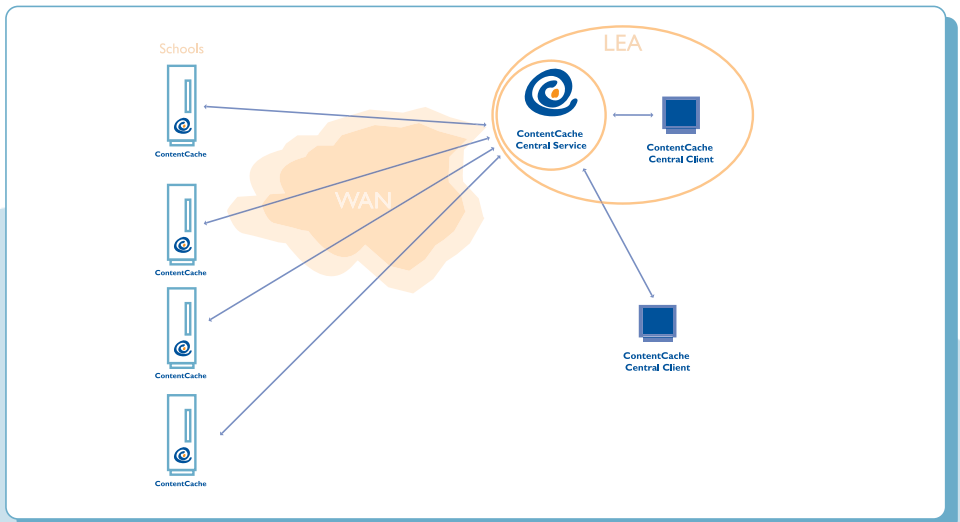 Schools
LEA
ContentCache
Central Service
ContentCache
Central Client
ContentCache
WAN
ContentCache
ContentCache
ContentCache
Central Client
ContentCache